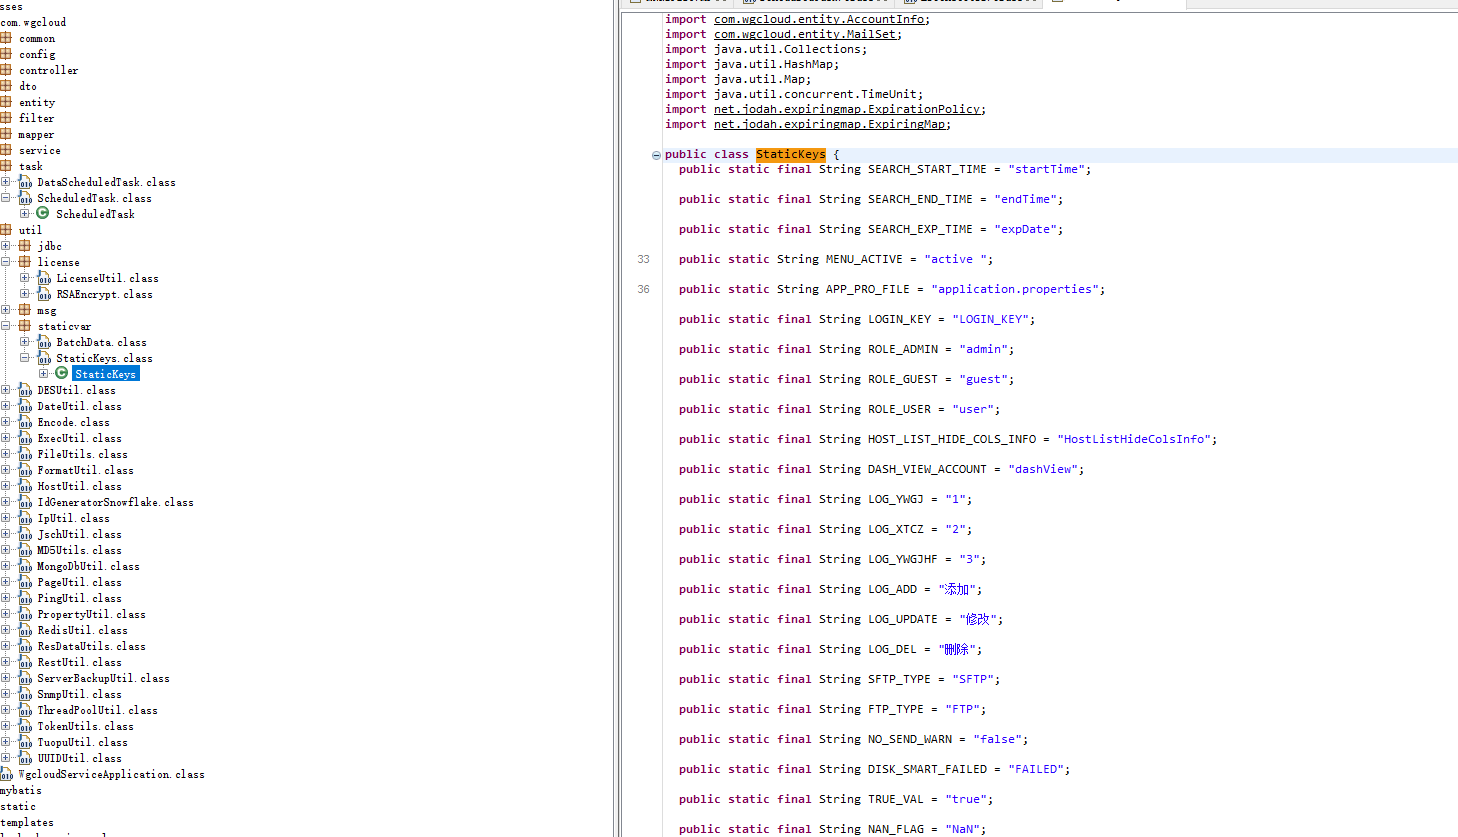 sses
com.wgcloud
common
config
controller
dto
entity
filter
mapper
service
task
DataScheduledTask.class
ScheduledTask.class
ScheduledTask
util
jdbc
license
LicenseUtil.class
RSAEncrypt.class
msg
staticvar
BatchData.class
StaticKeys.class
StaticKeys
DESUtil.class
DateUtil.class
Encode.class
ExecUtil.class
FileUtils.class
FormatUtil.class
HostUtil.class
IdGeneratorSnowflake.class
IpUtil.class
JschUtil.class
MD5Utils.class
MongoDbUtil.class
PageUtil.class
PingUtil.class
PropertyUtil.class
RedisUtil.class
ResDataUtils.class
RestUtil.class
ServerBackupUtil.class
SnmpUtil.class
ThreadPoolUtil.class
TokenUtils.class
TuopuUtil.class
UUIDUtil.class
WgcloudServiceApplication.class
mybatis
static
templates
import com.wgcloud.entity.AccountInfo;
import com.wgcloud.entity.MailSet;
import java.util.Collections;
import java.util.HashMap;
import java.util.Map;
import java.util.concurrent.TimeUnit;
import net.jodah.expiringmap.ExpirationPolicy;
import net.jodah.expiringmap.ExpiringMap;
public class StaticKeys {
public static final String SEARCH_START_TIME = "startTime";
public static final String SEARCH_END_TIME = "endTime";
public static final String SEARCH_EXP_TIME = "expDate";
33 public static String MENU_ACTIVE = "active ";
36 public static String APP_PRO_FILE = "application.properties";
public static final String LOGIN_KEY = "LOGIN_KEY";
public static final String ROLE_ADMIN = "admin";
public static final String ROLE_GUEST = "guest";
public static final String ROLE_USER = "user";
public static final String HOST_LIST_HIDE_COLS_INFO = "HostListHideColsInfo";
public static final String DASH_VIEW_ACCOUNT = "dashView";
public static final String LOG_YWGJ = "1";
public static final String LOG_XTCZ = "2";
public static final String LOG_YWGJHF = "3";
public static final String LOG_ADD = "添加";
public static final String LOG_UPDATE = "修改";
public static final String LOG_DEL = "删除";
public static final String SFTP_TYPE = "SFTP";
public static final String FTP_TYPE = "FTP";
public static final String NO_SEND_WARN = "false";
public static final String DISK_SMART_FAILED = "FAILED";
public static final String TRUE_VAL = "true";
public static final String NAN_FLAG = "NaN";